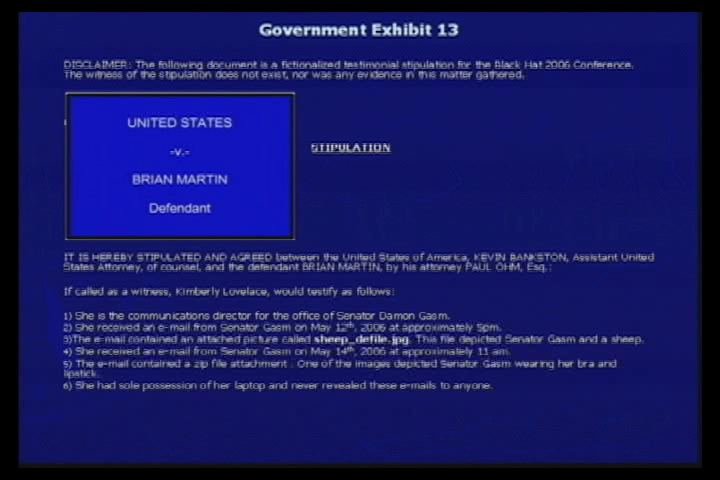 Government Exhibit 13
DISCLAIMER: The following document is a fictionalized testimonial stipulation for the Black Hat 2006 Conference.
The witness of the stipulation does not exist, nor was any evidence in this matter gathered.
UNITED STATES
-v.-
BRIAN MARTIN
Defendant
STIPULATION
IT IS HEREBY STIPULATED AND AGREED between the United States of America, KEVIN BANKSTON, Assistant United
States Attorney, of counsel, and the defendant BRIAN MARTIN, by his attorney PAUL OHM, Esq.:
If called as a witness, Kimberly Lovelace, would testify as follows:
1) She is the communications director for the office of Senator Damon Gasm.
2) She received an e-mail from Senator Gasm on May 12th, 2006 at approximately 5pm.
3)The e-mail contained an attached picture called sheep_defile.jpg. This file depicted Senator Gasm and a sheep.
4) She received an e-mail from Senator Gasm on May 14th, 2006 at approximately 11 am.
5) The e-mail contained a zip file attachment . One of the images depicted Senator Gasm wearing her bra and
lipstick.
6) She had sole possession of her laptop and never revealed these e-mails to anyone.